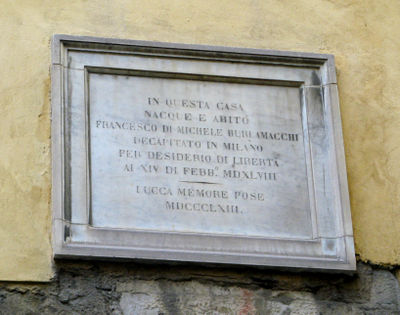 IN QUESTA CASA
NACQUE E ABITÒ
FRANCESCO DI MICHELE BURLAMACCHI
DECAPITATO IN MILANO
PER DESIDERIO DI LIBERTÀ
AI XIV DI FEBB.º MDXLVIII
LUCCA MEMORE POSE
MDCCCLXIII.